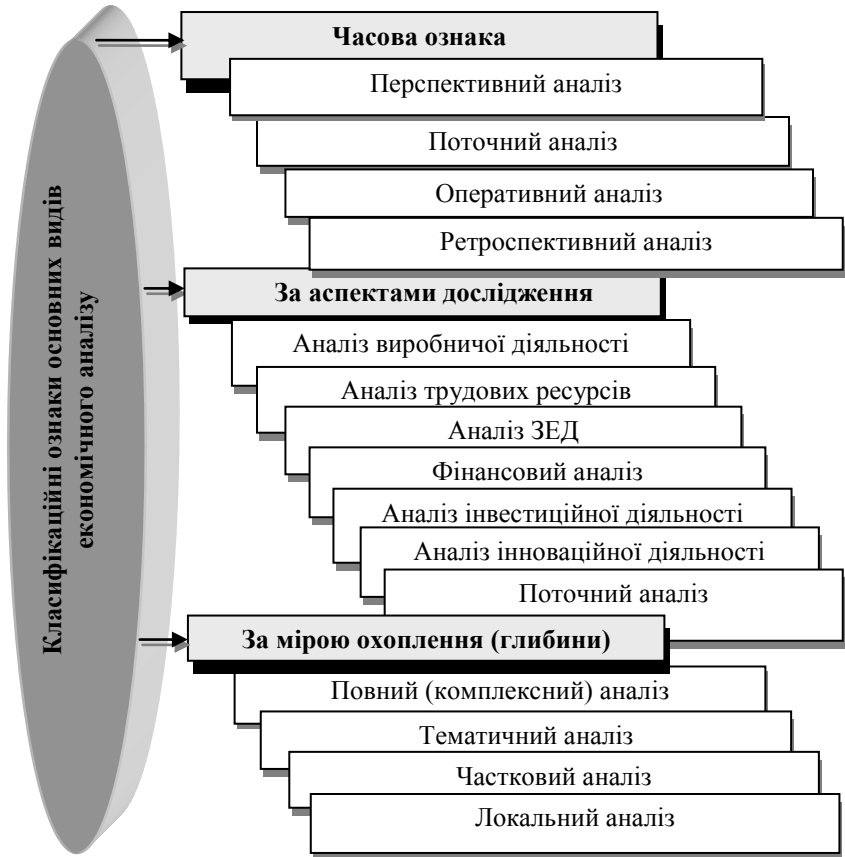 Класифікаційні ознаки основних видів
економічного аналізу
Часова ознака
Перспективний аналіз
Поточний аналіз
Оперативний аналіз
Ретроспективний аналіз
За аспектами дослідження
Аналіз виробничої діяльності
Аналіз трудових ресурсів
Аналіз ЗЕД
Фінансовий аналіз
Аналіз інвестиційної діяльності
Аналіз інноваційної діяльності
Поточний аналіз
За мірою охоплення (глибини)
Повний (комплексний) аналіз
Тематичний аналіз
Частковий аналіз
Локальний аналіз